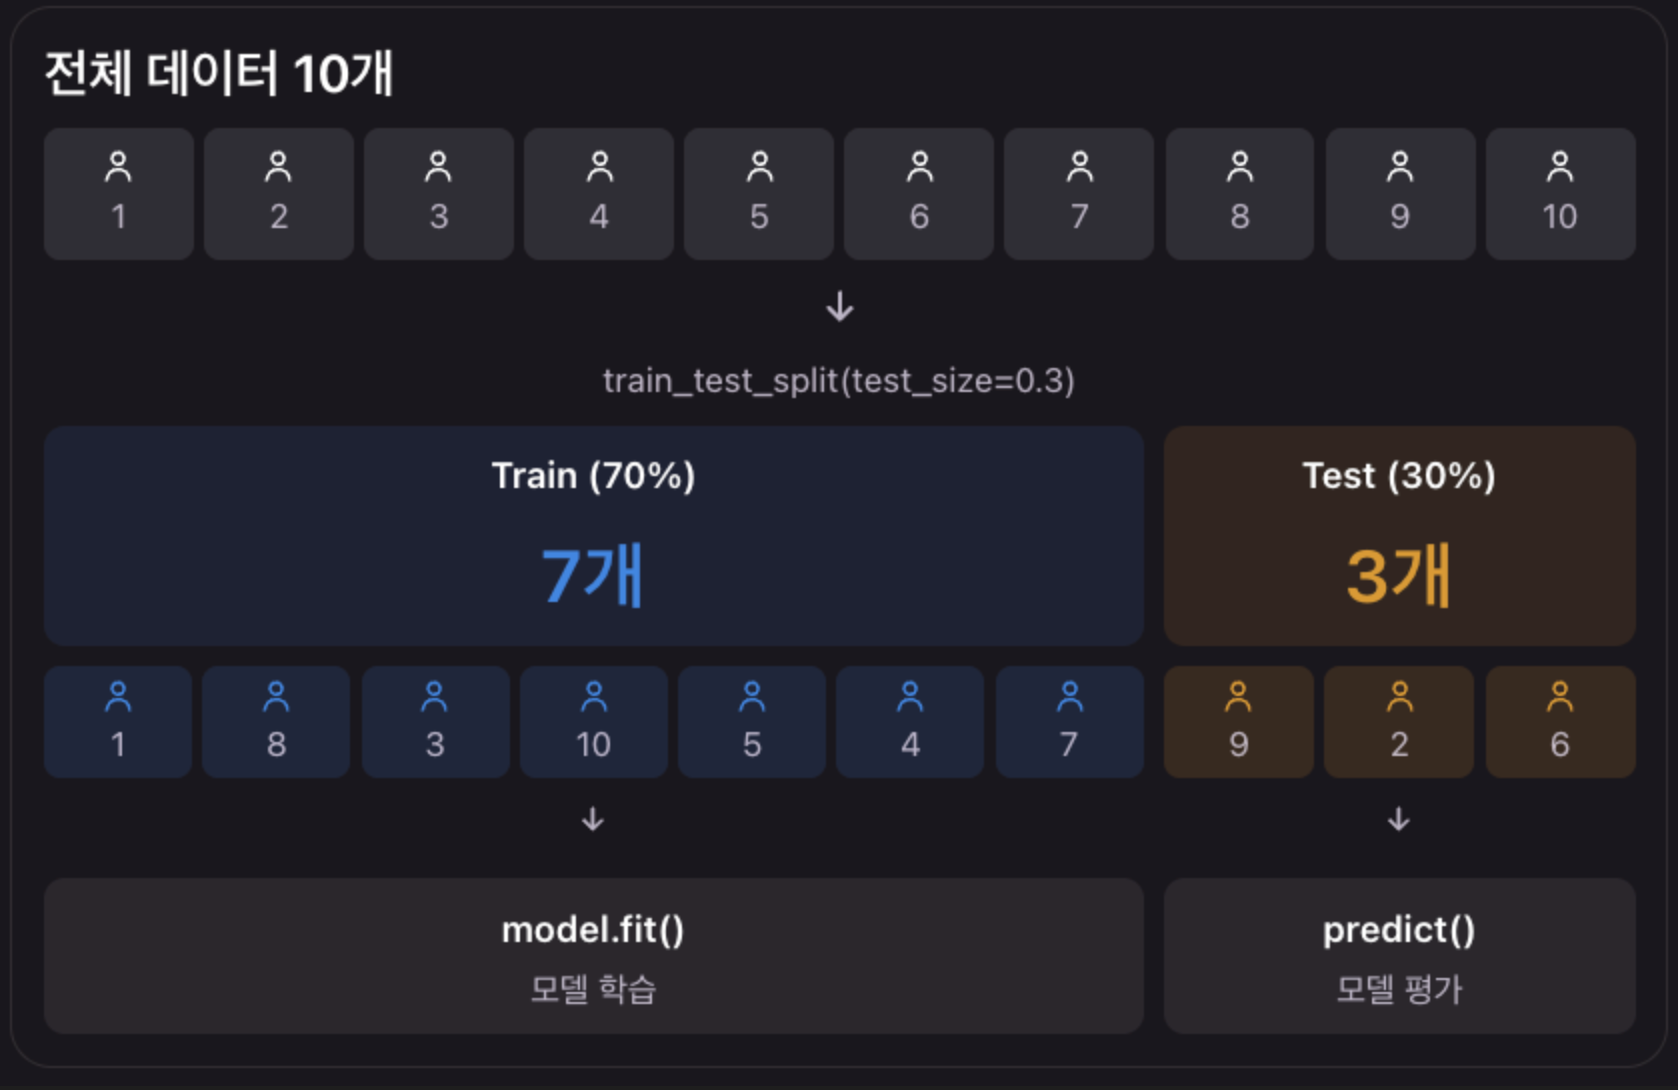 전체 데이터 10개
1 2 3 4 5 6 7 8 9 10
train_test_split(test_size=0.3)
Train (70%)
7개
Test (30%)
3개
1 8 3 10 5 4 7
9 2 6
model.fit()
모델 학습
predict()
모델 평가